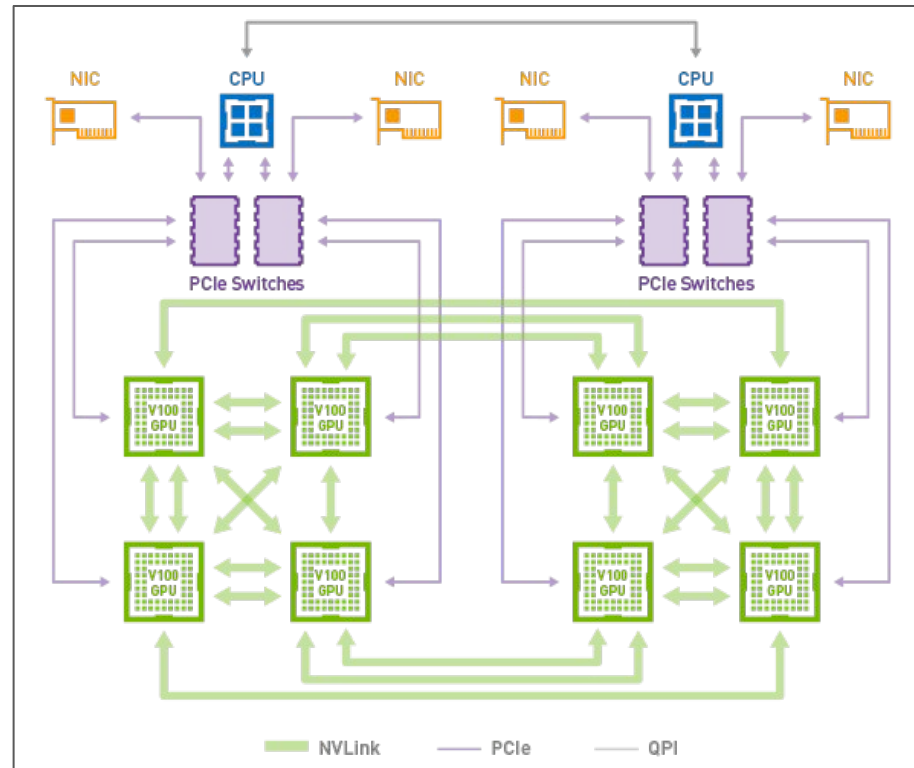 NIC
CPU
NIC
NIC
CPU
NIC
PCIe Switches
PCIe Switches
V100
GPU
V100
GPU
V100
GPU
V100
GPU
V100
GPU
V100
GPU
V100
GPU
V100
GPU
NVLink
PCIe
QPI